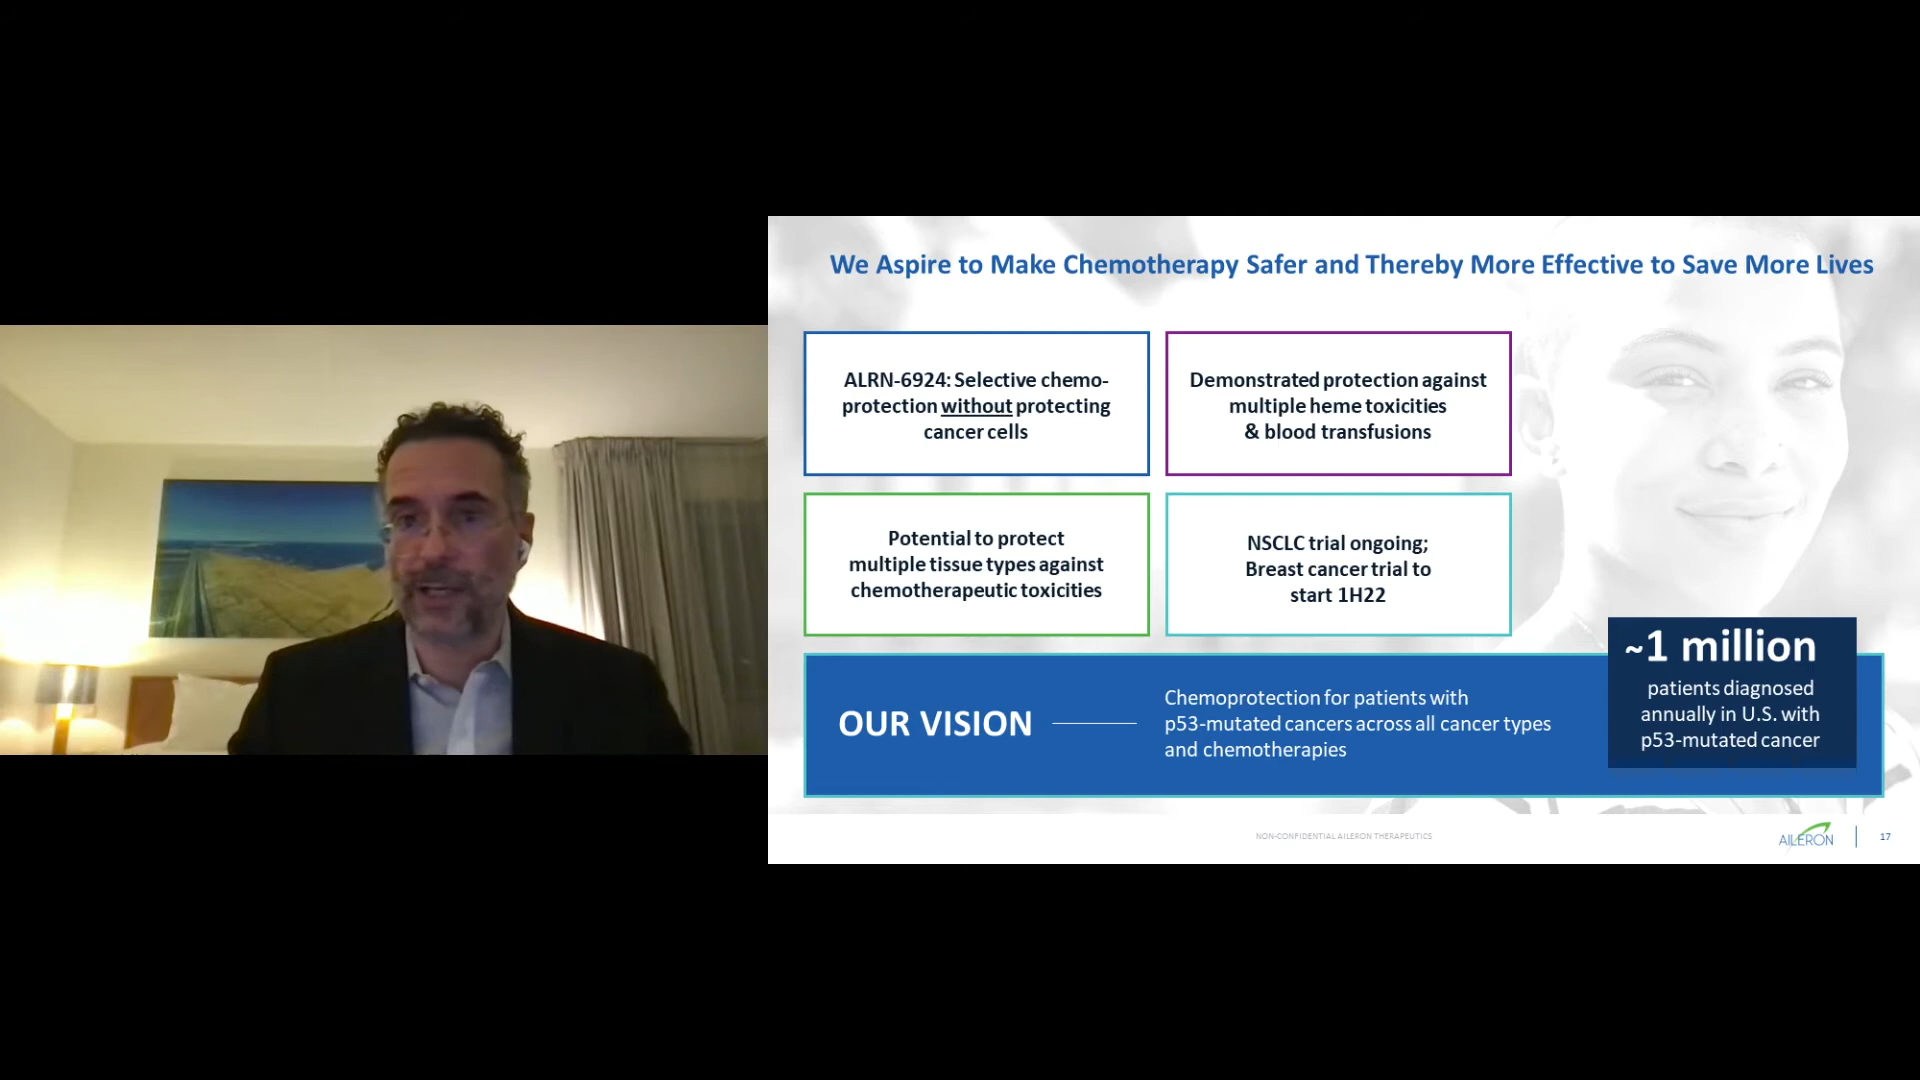 We Aspire to Make Chemotherapy Safer and Thereby More Effective to Save More Lives
ALRN-6924: Selective chemo-
protection without protecting
cancer cells
Demonstrated protection against
multiple heme toxicities
& blood transfusions
Potential to protect
multiple tissue types against
chemotherapeutic toxicities
NSCLC trial ongoing;
Breast cancer trial to
start 1H22
OUR VISION
Chemoprotection for patients with
p53-mutated cancers across all cancer types
and chemotherapies
~1 million
patients diagnosed
annually in U.S. with
p53-mutated cancer
NON-CONFIDENTIAL AILERON THERAPEUTICS
AILERON
17